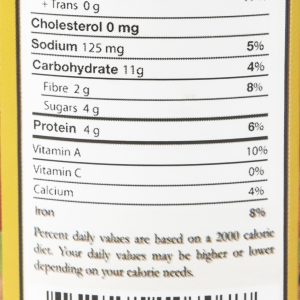 + Trans 0 g
Cholesterol 0 mg
Sodium 125 mg 5%
Carbohydrate 11g 4%
Fibre 2 g 8%
Sugars 4 g
Protein 4 g 6%
Vitamin A 10%
Vitamin C 0%
Calcium 4%
Iron 8%
Percent daily values are based on a 2000 calorie
diet. Your daily values may be higher or lower
depending on your calorie needs.